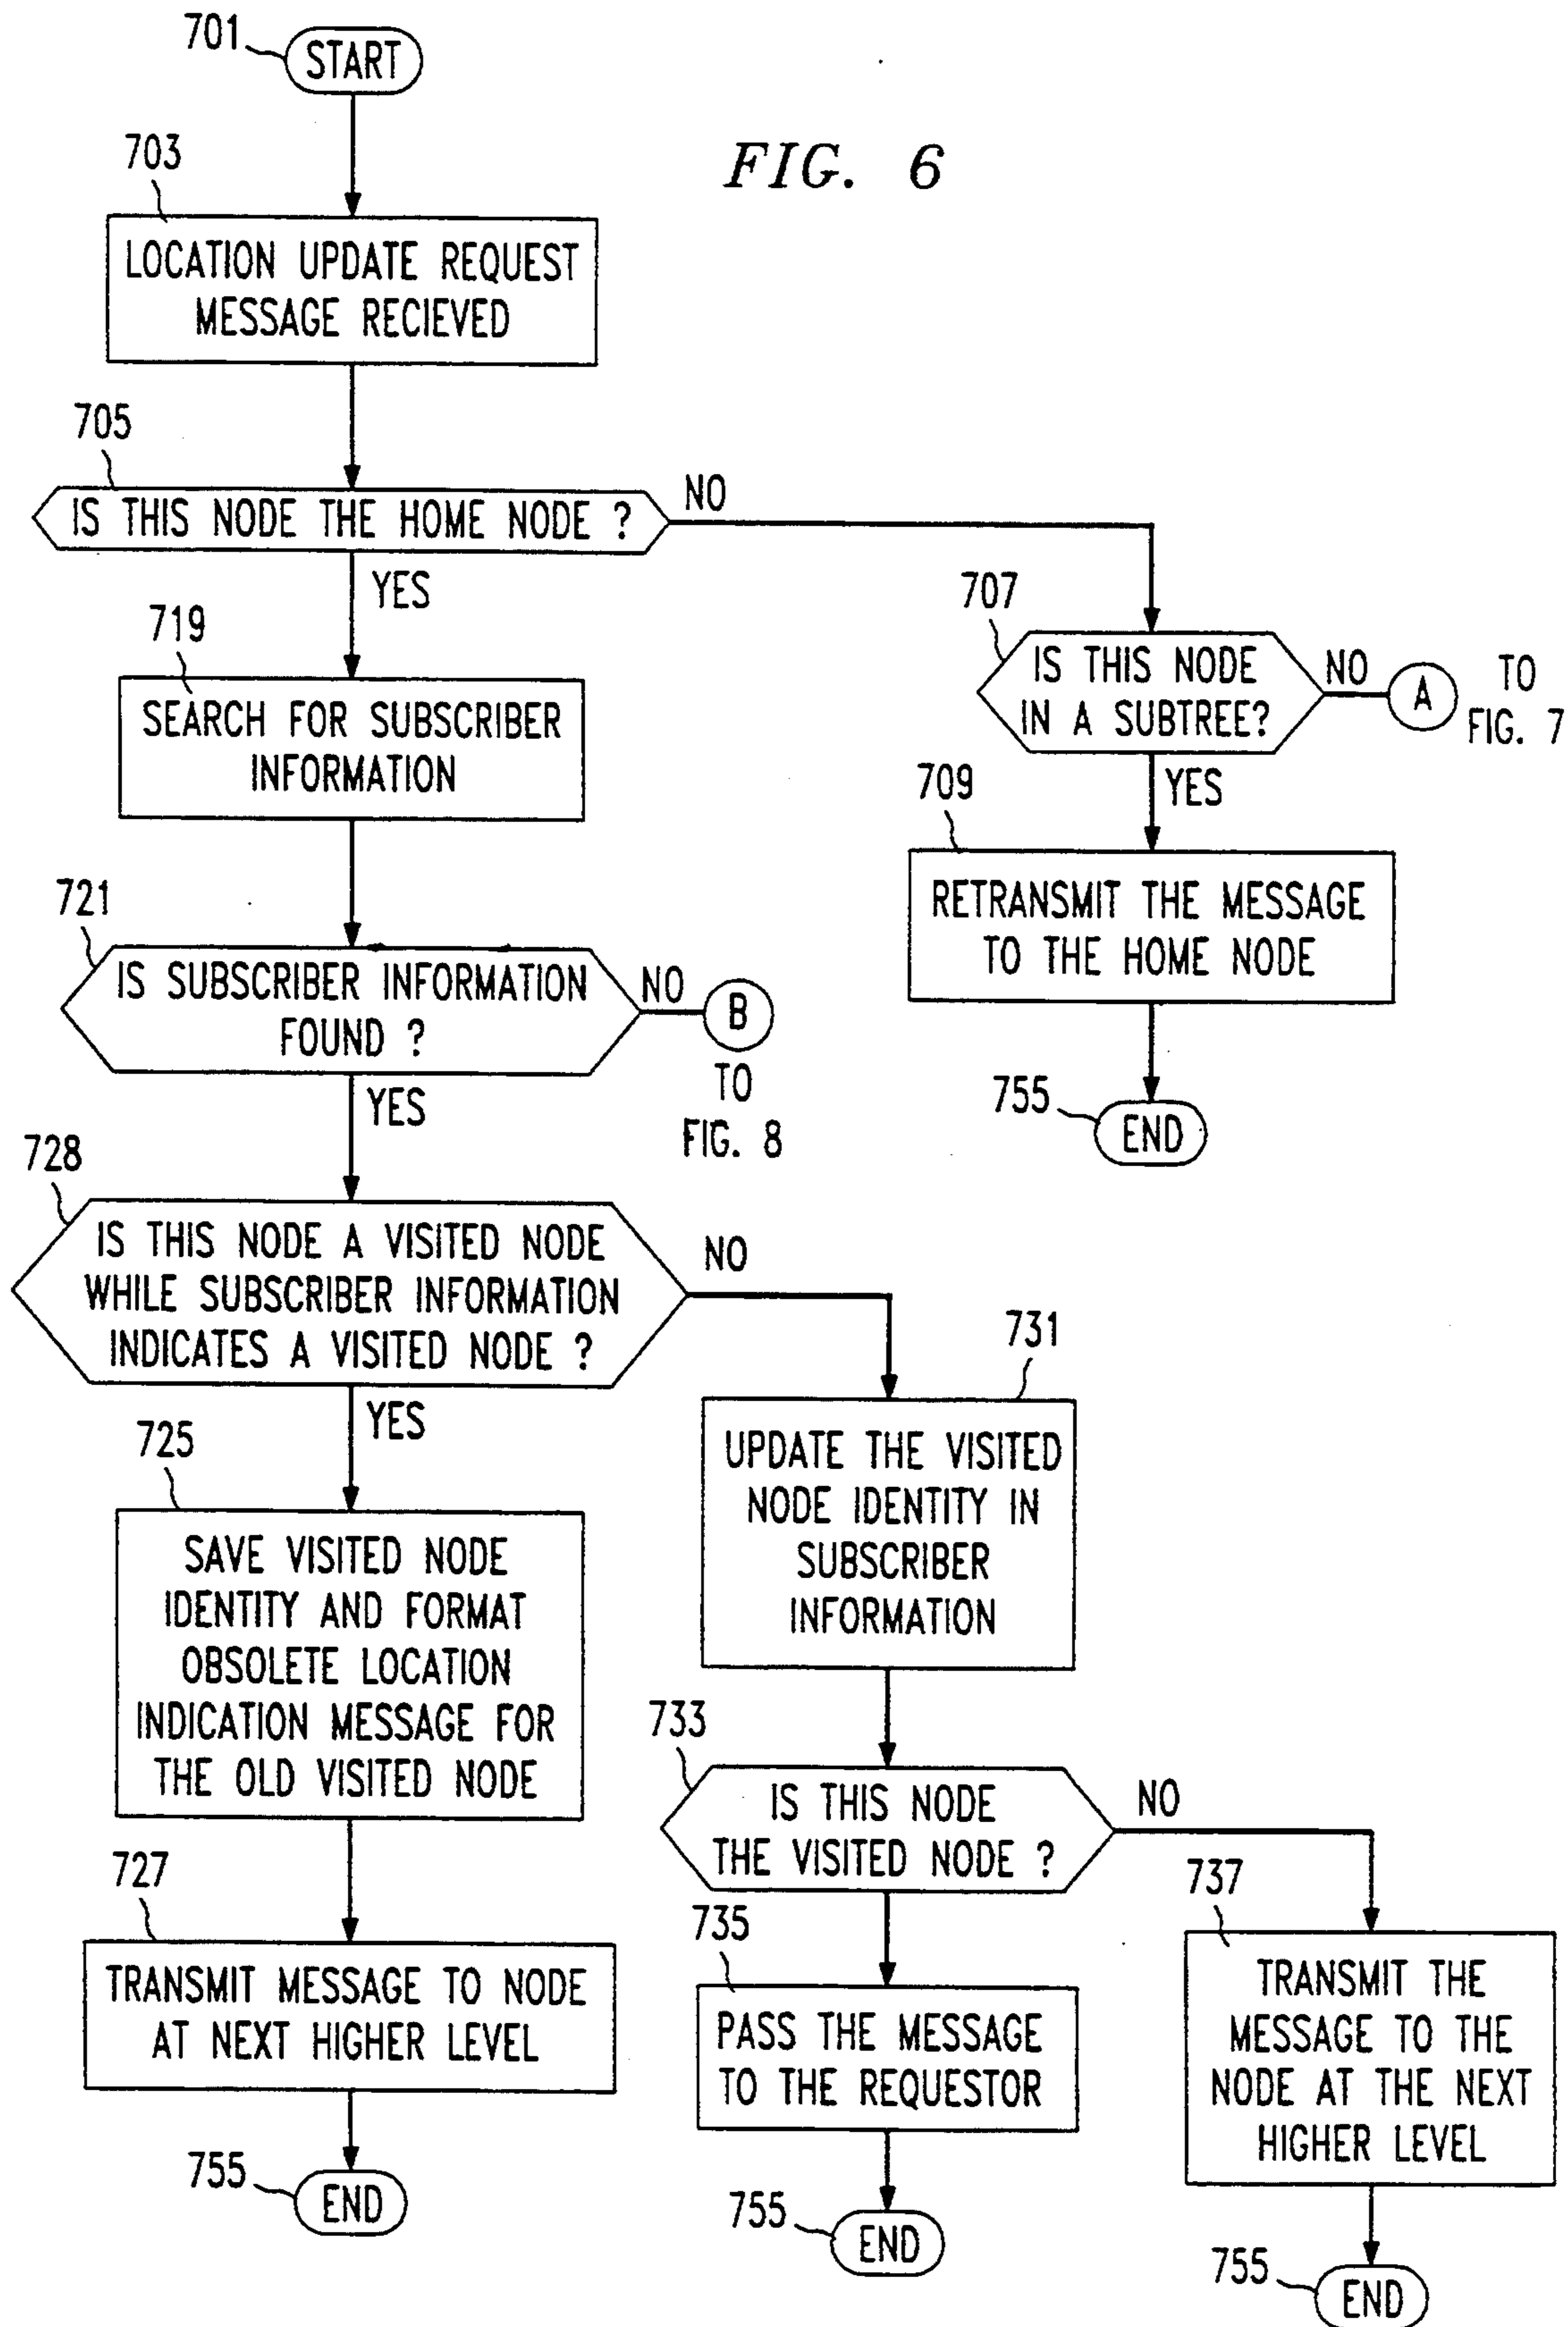 701
START
FIG. 6
703
LOCATION UPDATE REQUEST
MESSAGE RECIEVED
705
IS THIS NODE THE HOME NODE ?
NO
YES
707
IS THIS NODE
IN A SUBTREE?
NO
A
TO
FIG. 7
YES
709
RETRANSMIT THE MESSAGE
TO THE HOME NODE
755
END
719
SEARCH FOR SUBSCRIBER
INFORMATION
721
IS SUBSCRIBER INFORMATION
FOUND ?
NO
B
TO
FIG. 8
YES
728
IS THIS NODE A VISITED NODE
WHILE SUBSCRIBER INFORMATION
INDICATES A VISITED NODE ?
NO
YES
725
SAVE VISITED NODE
IDENTITY AND FORMAT
OBSOLETE LOCATION
INDICATION MESSAGE FOR
THE OLD VISITED NODE
727
TRANSMIT MESSAGE TO NODE
AT NEXT HIGHER LEVEL
755
END
731
UPDATE THE VISITED
NODE IDENTITY IN
SUBSCRIBER
INFORMATION
733
IS THIS NODE
THE VISITED NODE ?
NO
735
PASS THE MESSAGE
TO THE REQUESTOR
755
END
737
TRANSMIT THE
MESSAGE TO THE
NODE AT THE NEXT
HIGHER LEVEL
755
END